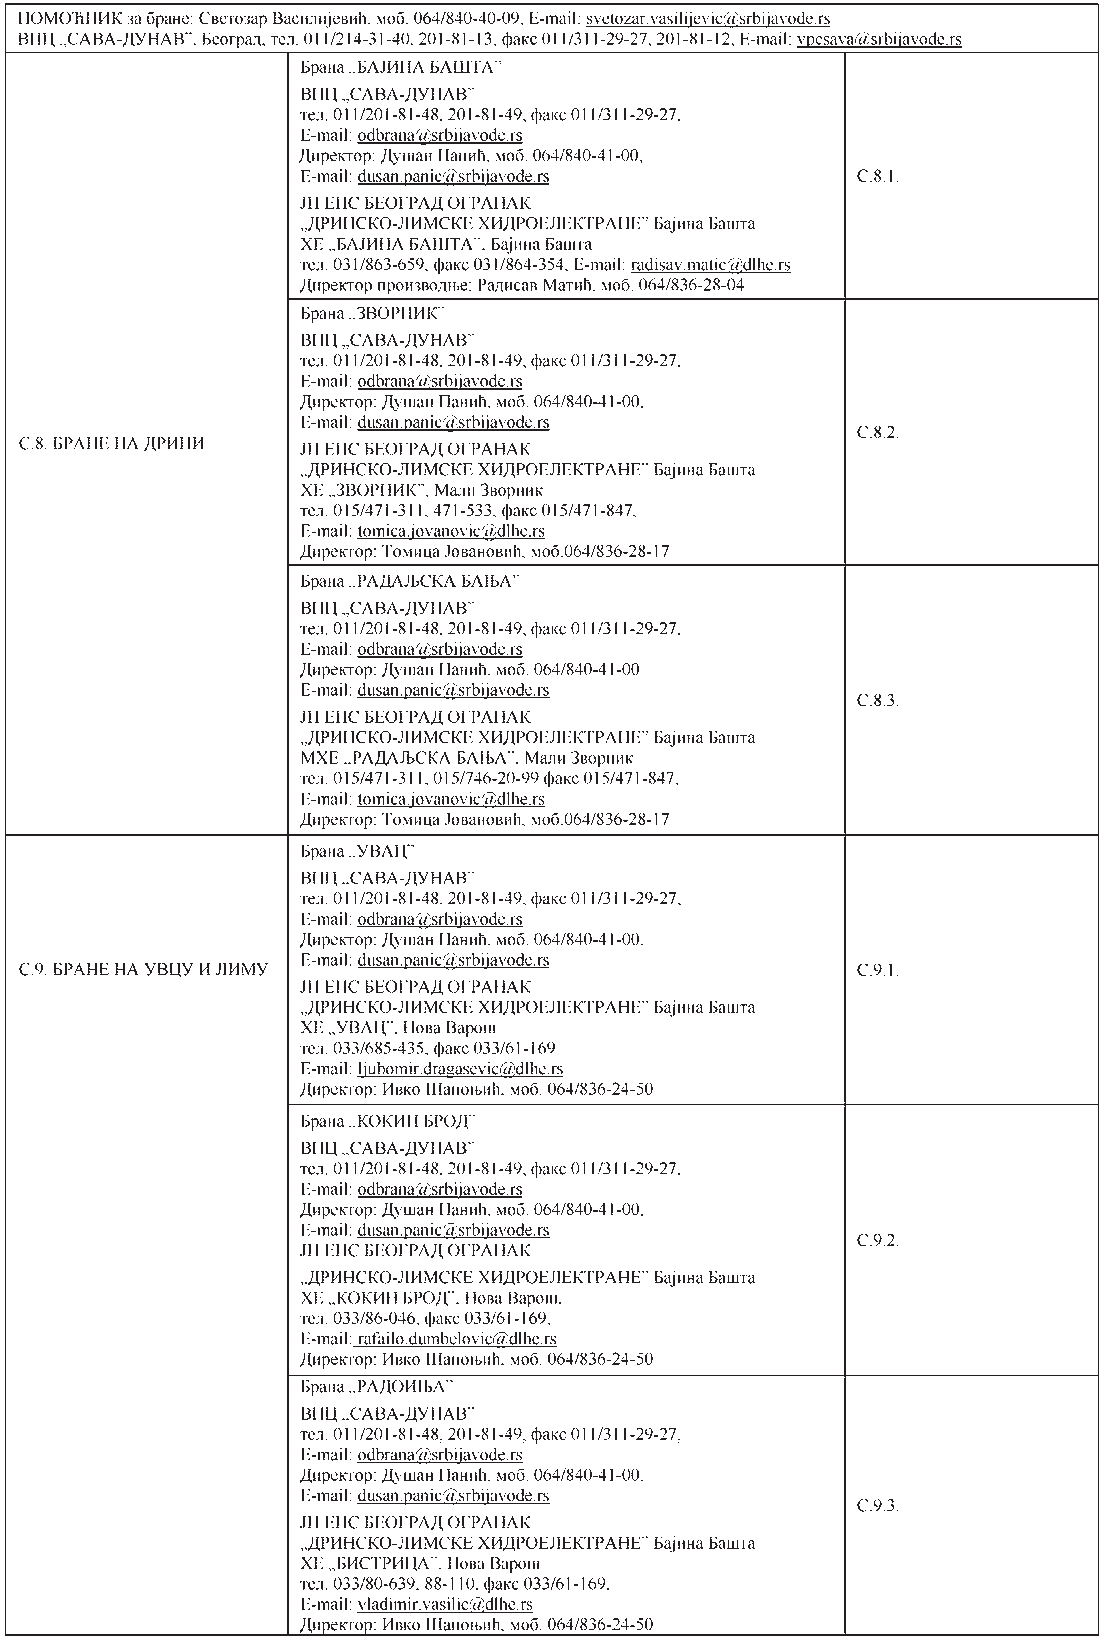 ПОМОЋНИК за бране: Светозар Василијевић, моб. 064/840-40-09, E-mail: svetozar.vasilijevic@srbijavode.rs
ВПЦ „САВА-ДУНАВ”, Београд, тел. 011/214-31-40, 201-81-13, факс 011/311-29-27, 201-81-12, E-mail: vpcsava@srbijavode.rs
С.8. БРАНЕ НА ДРИНИ
Брана „БАЈИНА БАШТА”
ВПЦ „САВА-ДУНАВ”
тел. 011/201-81-48, 201-81-49, факс 011/311-29-27,
E-mail: odbrana@srbijavode.rs
Директор: Душан Панић, моб. 064/840-41-00,
E-mail: dusan.panic@srbijavode.rs
ЈП ЕПС БЕОГРАД ОГРАНАК
„ДРИНСКО-ЛИМСКЕ ХИДРОЕЛЕКТРАНЕ” Бајина Башта
ХЕ „БАЈИНА БАШТА”, Бајина Башта
тел. 031/863-659, факс 031/864-354, E-mail: radisav.matic@dlhe.rs
Директор производње: Радисав Матић, моб. 064/836-28-04
С.8.1.
Брана „ЗВОРНИК”
ВПЦ „САВА-ДУНАВ”
тел. 011/201-81-48, 201-81-49, факс 011/311-29-27,
E-mail: odbrana@srbijavode.rs
Директор: Душан Панић, моб. 064/840-41-00,
E-mail: dusan.panic@srbijavode.rs
ЈП ЕПС БЕОГРАД ОГРАНАК
„ДРИНСКО-ЛИМСКЕ ХИДРОЕЛЕКТРАНЕ” Бајина Башта
ХЕ „ЗВОРНИК”, Мали Зворник
тел. 015/471-311, 471-533, факс 015/471-847,
E-mail: tomica.jovanovic@dlhe.rs
Директор: Томица Јовановић, моб.064/836-28-17
С.8.2.
Брана „РАДАЉСКА БАЊА”
ВПЦ „САВА-ДУНАВ”
тел. 011/201-81-48, 201-81-49, факс 011/311-29-27,
E-mail: odbrana@srbijavode.rs
Директор: Душан Панић, моб. 064/840-41-00
E-mail: dusan.panic@srbijavode.rs
ЈП ЕПС БЕОГРАД ОГРАНАК
„ДРИНСКО-ЛИМСКЕ ХИДРОЕЛЕКТРАНЕ” Бајина Башта
МХЕ „РАДАЉСКА БАЊА”, Мали Зворник
тел. 015/471-311, 015/746-20-99 факс 015/471-847,
E-mail: tomica.jovanovic@dlhe.rs
Директор: Томица Јовановић, моб.064/836-28-17
С.8.3.
С.9. БРАНЕ НА УВЦУ И ЛИМУ
Брана „УВАЦ”
ВПЦ „САВА-ДУНАВ”
тел. 011/201-81-48, 201-81-49, факс 011/311-29-27,
E-mail: odbrana@srbijavode.rs
Директор: Душан Панић, моб. 064/840-41-00,
E-mail: dusan.panic@srbijavode.rs
ЈП ЕПС БЕОГРАД ОГРАНАК
„ДРИНСКО-ЛИМСКЕ ХИДРОЕЛЕКТРАНЕ” Бајина Башта
ХЕ „УВАЦ”, Нова Варош
тел. 033/685-435, факс 033/61-169
E-mail: ljubomir.dragasevic@dlhe.rs
Директор: Ивко Шапоњић, моб. 064/836-24-50
С.9.1.
Брана „КОКИН БРОД”
ВПЦ „САВА-ДУНАВ”
тел. 011/201-81-48, 201-81-49, факс 011/311-29-27,
E-mail: odbrana@srbijavode.rs
Директор: Душан Панић, моб. 064/840-41-00,
E-mail: dusan.panic@srbijavode.rs
ЈП ЕПС БЕОГРАД ОГРАНАК
„ДРИНСКО-ЛИМСКЕ ХИДРОЕЛЕКТРАНЕ” Бајина Башта
ХЕ „КОКИН БРОД”, Нова Варош,
тел. 033/86-046, факс 033/61-169,
E-mail: rafailo.dumbelovic@dlhe.rs
Директор: Ивко Шапоњић, моб. 064/836-24-50
С.9.2.
Брана „РАДОИЊА”
ВПЦ „САВА-ДУНАВ”
тел. 011/201-81-48, 201-81-49, факс 011/311-29-27,
E-mail: odbrana@srbijavode.rs
Директор: Душан Панић, моб. 064/840-41-00,
E-mail: dusan.panic@srbijavode.rs
ЈП ЕПС БЕОГРАД ОГРАНАК
„ДРИНСКО-ЛИМСКЕ ХИДРОЕЛЕКТРАНЕ” Бајина Башта
ХЕ „БИСТРИЦА”, Нова Варош
тел. 033/80-639, 88-110, факс 033/61-169,
E-mail: vladimir.vasilic@dlhe.rs
Директор: Ивко Шапоњић, моб. 064/836-24-50
С.9.3.